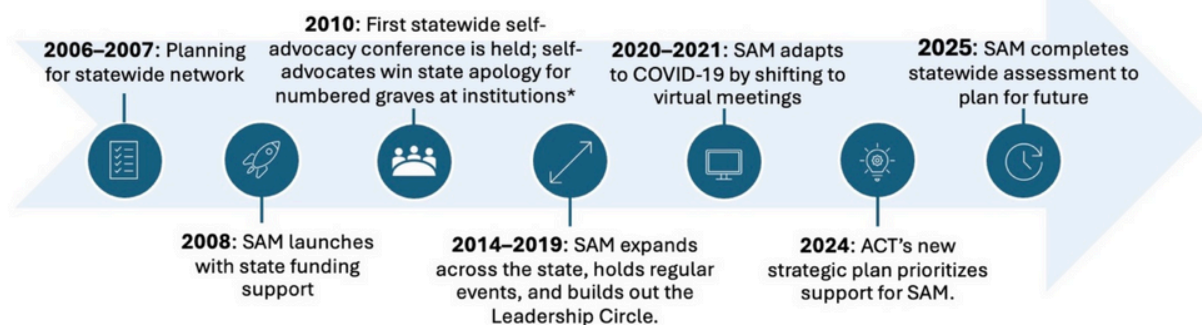 2006–2007: Planning
for statewide network
2008: SAM launches
with state funding
support
2010: First statewide self-
advocacy conference is held; self-
advocates win state apology for
numbered graves at institutions*
2014–2019: SAM expands
across the state, holds regular
events, and builds out the
Leadership Circle.
2020–2021: SAM adapts
to COVID-19 by shifting to
virtual meetings
2024: ACT’s new
strategic plan prioritizes
support for SAM.
2025: SAM completes
statewide assessment to
plan for future